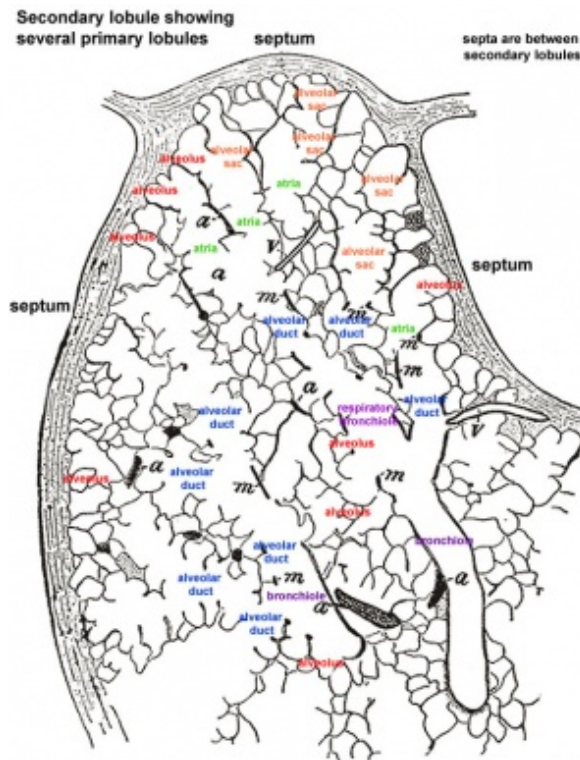 Secondary lobule showing
several primary lobules
septum
septa are between
secondary lobules
alveolar
sac
alveolar
sac
alveolar
sac
alveolus
alveolar
sac
alveolus
atria
a
atria
v
alveolus
atria
alveolar
sac
a
septum
alveolus
septum
m
m
alveolar
duct
alveolar
duct
atria
m
m
a
alveolar
duct
respiratory
bronchiole
alveolar
duct
v
alveolus
a
alveolus
alveolar
duct
m
m
alveolus
bronchiole
alveolar
duct
a
alveolar
duct
m
bronchiole
a
alveolar
duct
alveolus